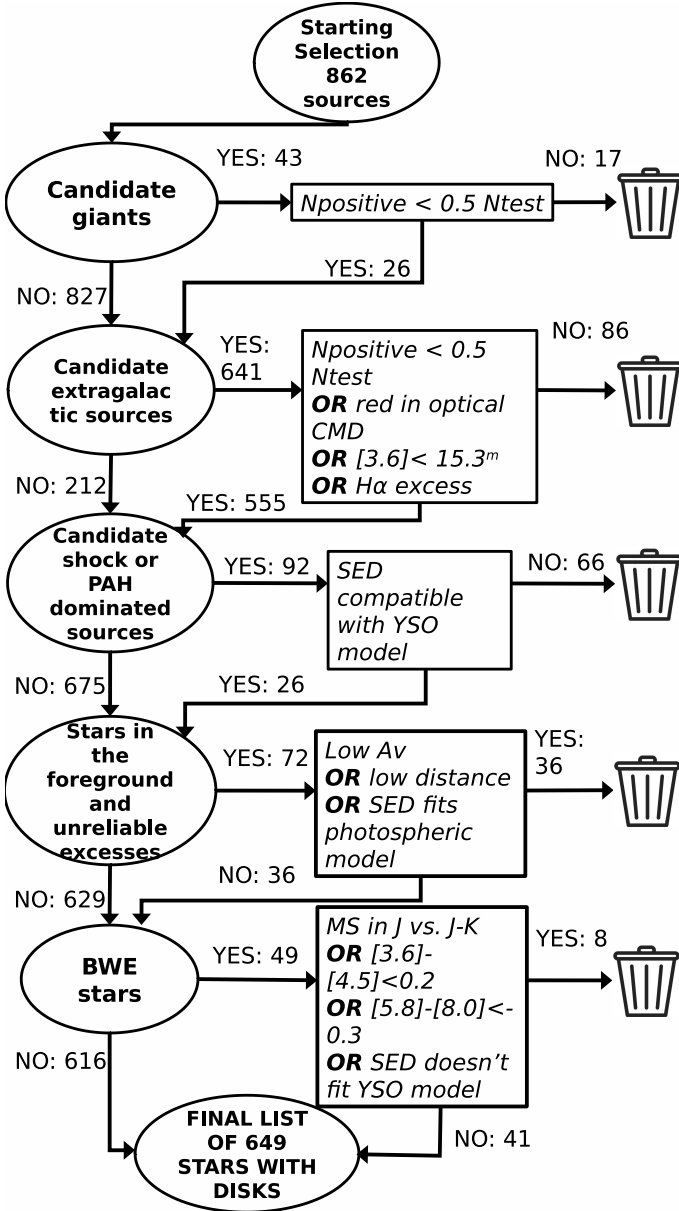 Starting
Selection
862
sources
YES: 43
NO: 17
Candidate
giants
Npositive < 0.5 Ntest
YES: 26
NO: 827
Candidate
extragalac
tic sources
YES:
641
Npositive < 0.5
Ntest
OR red in optical
CMD
OR [3.6]< 15.3ᵐ
OR Hα excess
NO: 86
NO: 212
YES: 555
Candidate
shock or
PAH
dominated
sources
YES: 92
SED
compatible
with YSO
model
NO: 66
NO: 675
YES: 26
Stars in
the
foreground
and
unreliable
excesses
YES: 72
Low Av
OR low distance
OR SED fits
photospheric
model
YES:
36
NO: 36
NO: 629
BWE
stars
YES: 49
MS in J vs. J-K
OR [3.6]-
[4.5]<0.2
OR [5.8]-[8.0]<-
0.3
OR SED doesn't
fit YSO model
YES: 8
NO: 616
FINAL LIST
OF 649
STARS WITH
DISKS
NO: 41